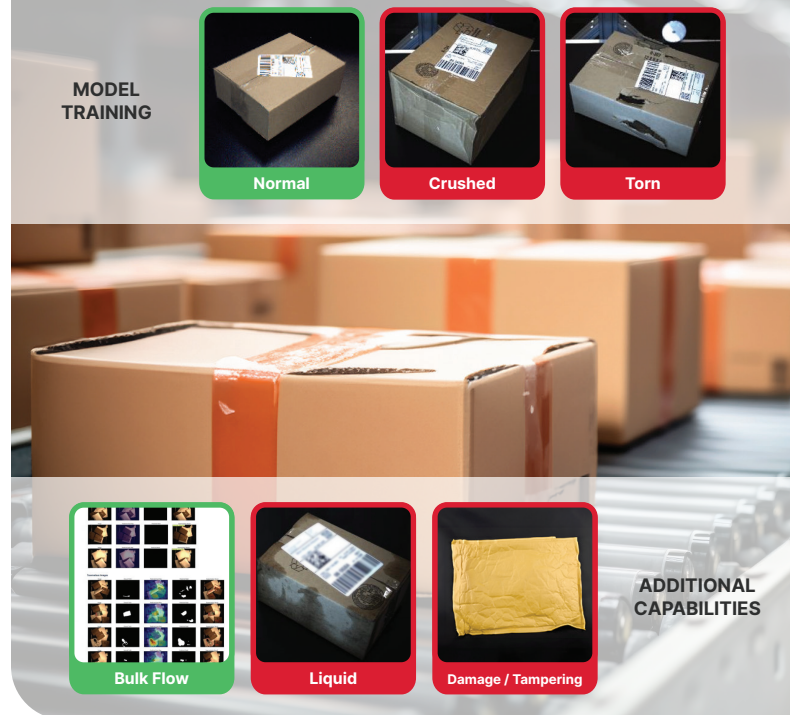 MODEL
TRAINING
Normal
Crushed
Torn
Bulk Flow
Liquid
Damage / Tampering
ADDITIONAL
CAPABILITIES